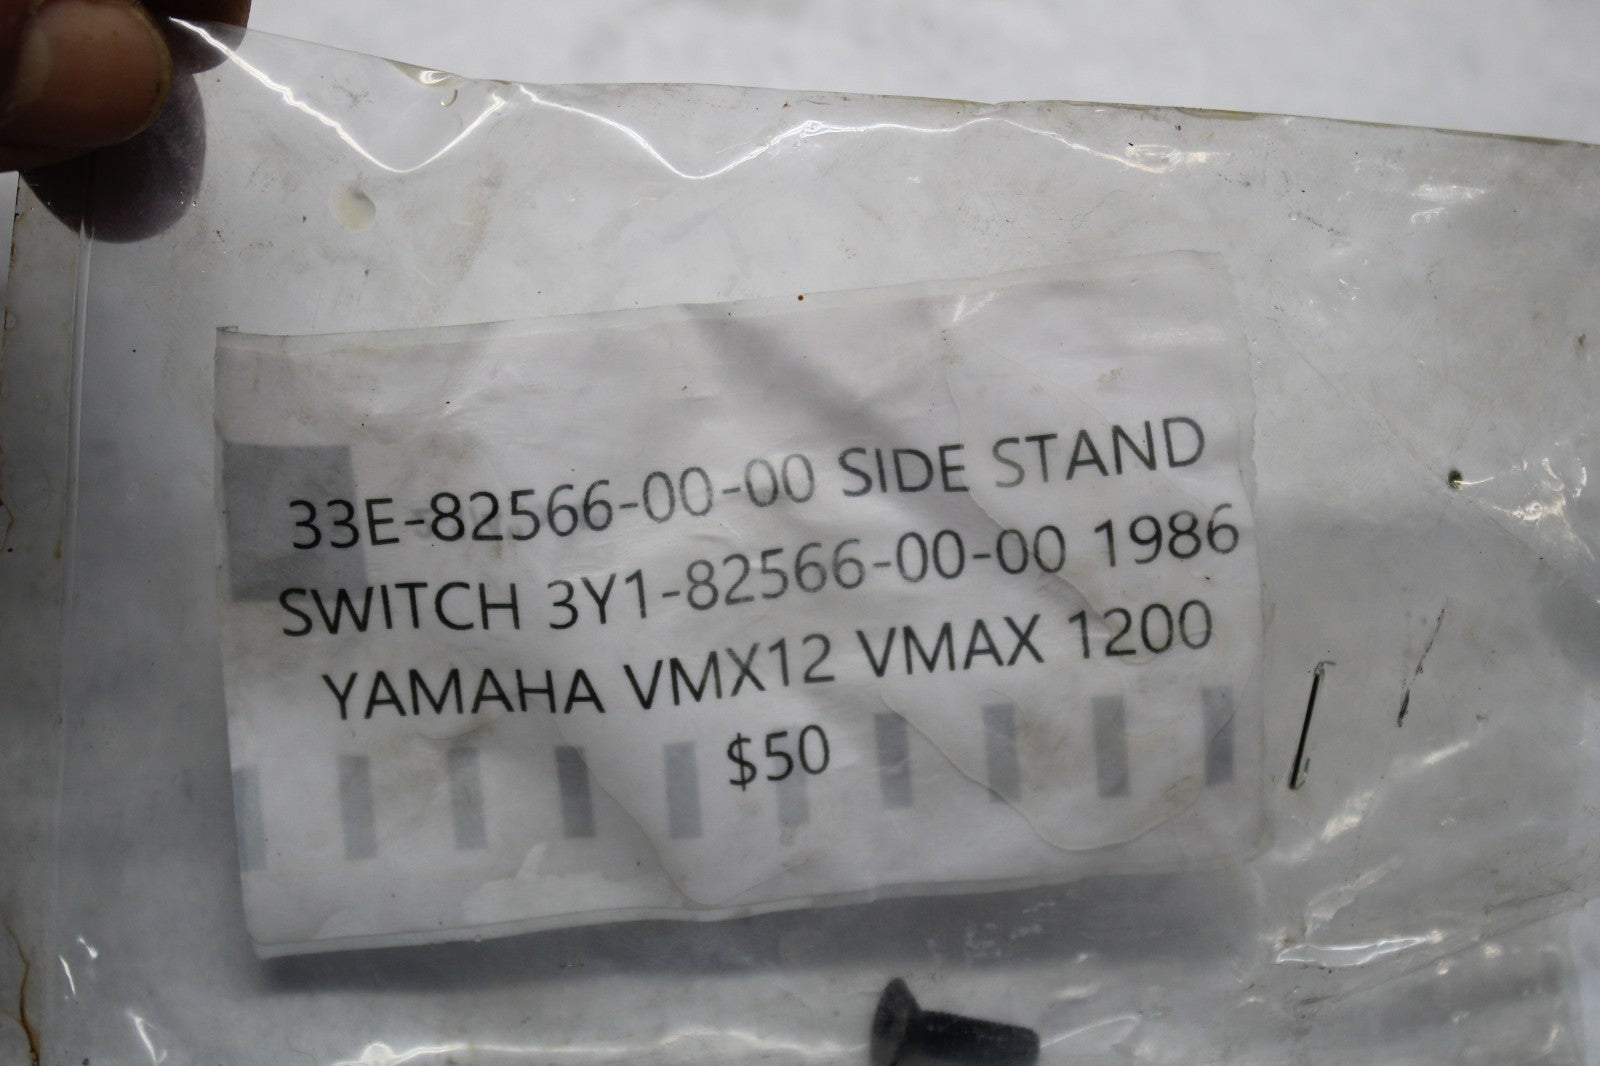 33E-82566-00-00 SIDE STAND
SWITCH 3Y1-82566-00-00 1986
YAMAHA VMX12 VMAX 1200
$50